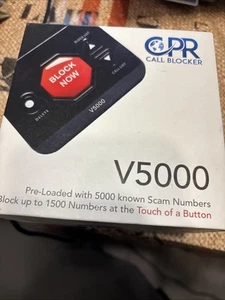 CPR
CALL BLOCKER
BLOCK
NOW
DELETE
V5000
V5000
Pre-Loaded with 5000 known Scam Numbers
Block up to 1500 Numbers at the Touch of a Button